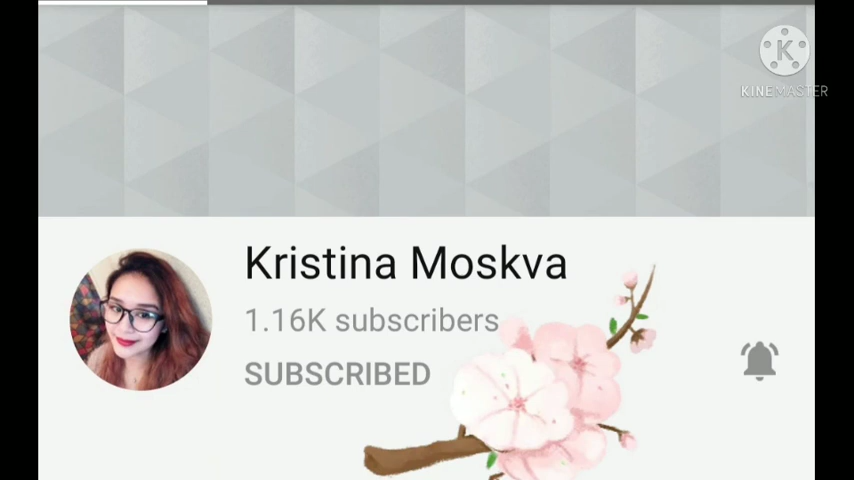 K
KINEMASTER
Kristina Moskva
1.16K subscribers
SUBSCRIBED